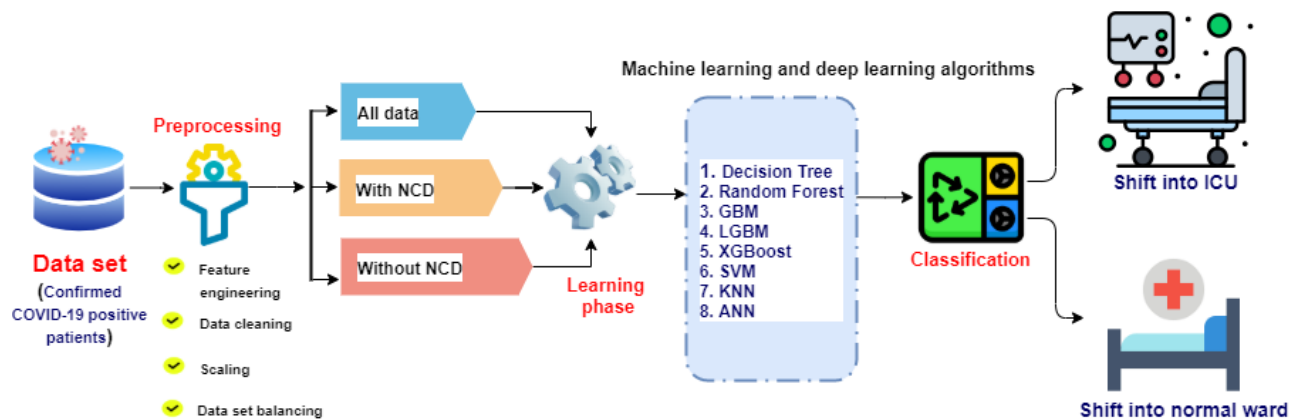 Data set
(Confirmed
COVID-19 positive
patients)
Preprocessing
Feature
engineering
Data cleaning
Scaling
Data set balancing
All data
With NCD
Without NCD
Learning
phase
Machine learning and deep learning algorithms
1. Decision Tree
2. Random Forest
3. GBM
4. LGBM
5. XGBoost
6. SVM
7. KNN
8. ANN
Classification
Shift into ICU
Shift into normal ward